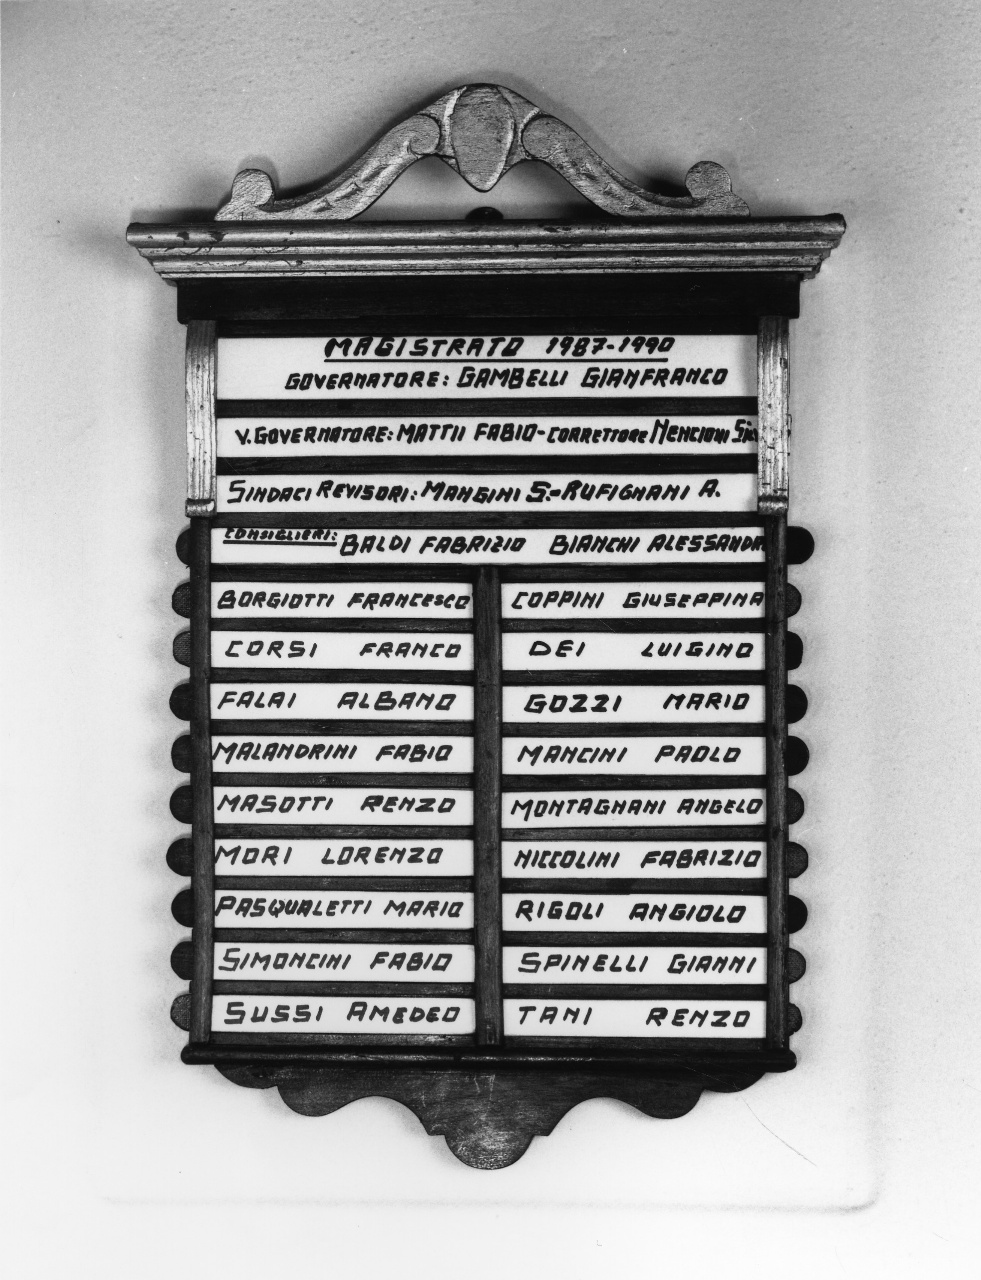 MAGISTRATO 1987-1990
GOVERNATORE: GAMBELLI GIANFRANCO
V. GOVERNATORE: MATTII FABIO - CORRETTORE NENCIONI
SINDACI REVISORI: MANGINI S.=RUFIGNANI A.
CONSIGLIERI: BALDI FABRIZIO BIANCHI ALESSANDR
BORGIOTTI FRANCESCO COPPINI GIUSEPPINA
CORSI FRANCO DEI LUIGINO
FALAI ALBANO GOZZI MARIO
MALANDRINI FABIO MANCINI PAOLO
MASOTTI RENZO MONTAGNANI ANGELO
MORI LORENZO NICCOLINI FABRIZIO
PASQUALETTI MARIO RIGOLI ANGIOLO
SIMONCINI FABIO SPINELLI GIANNI
SUSSI AMEDEO TANI RENZO